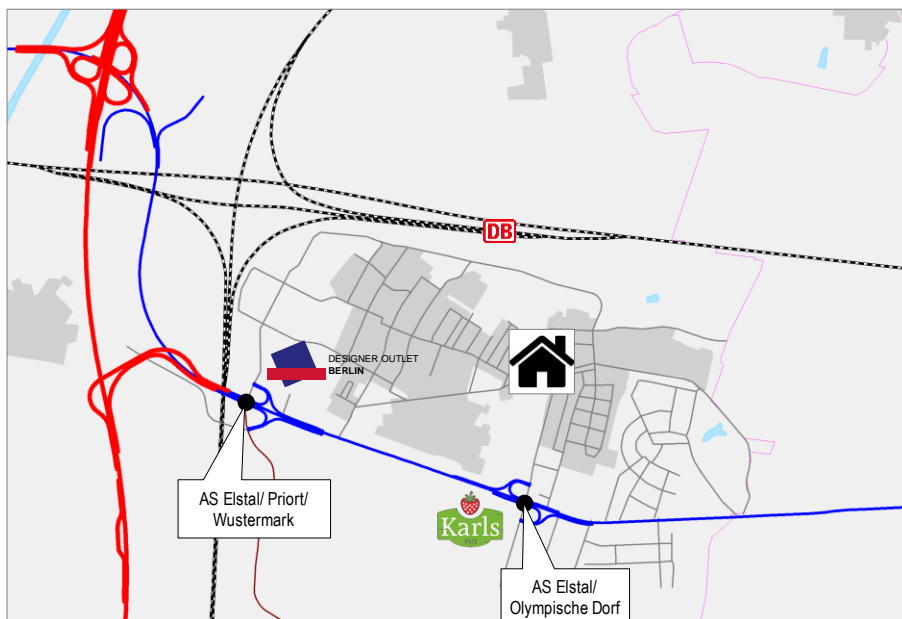 DB
DESIGNER OUTLET
BERLIN
AS Elstal/ Priort/
Wustermark
Karls
AS Elstal/
Olympische Dorf